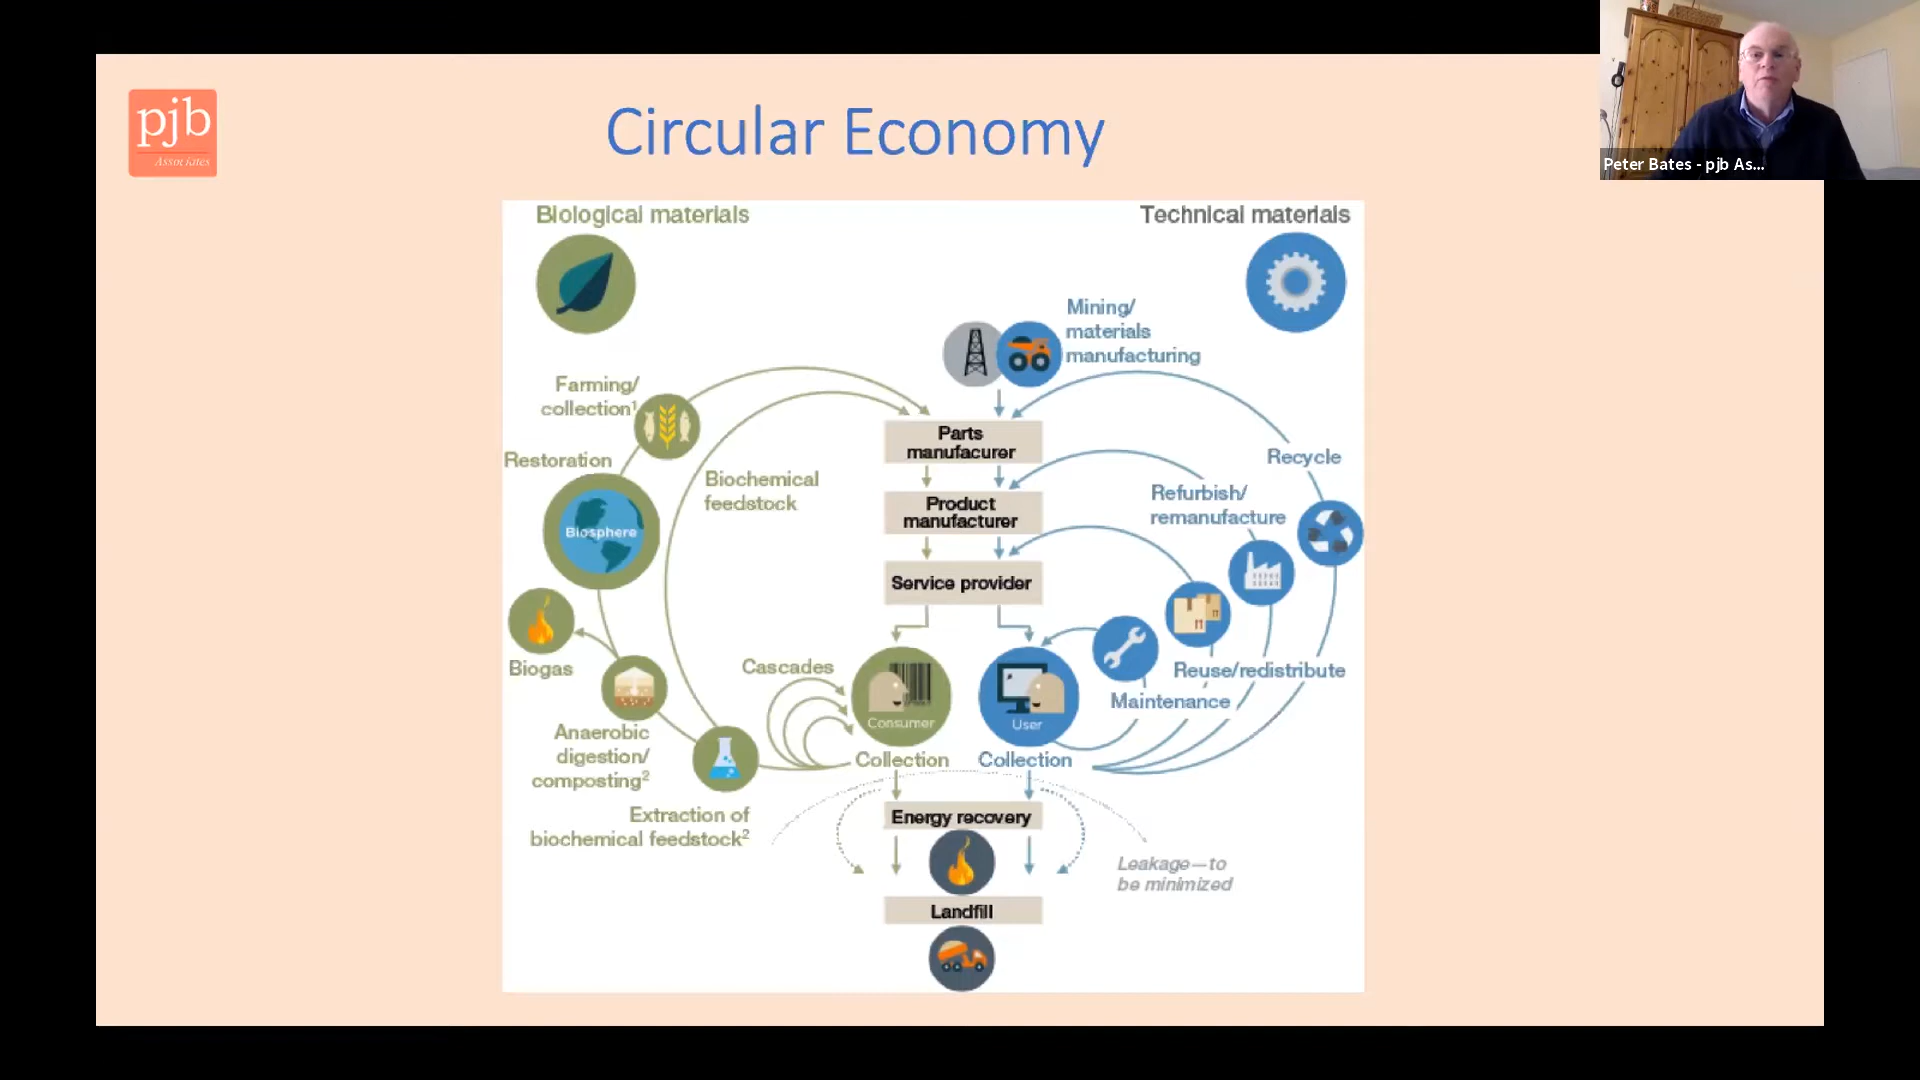 pjb
Associates
Circular Economy
Peter Bates - pjb As...
Biological materials
Technical materials
Mining/
materials
manufacturing
Farming/
collection¹
Restoration
Biosphere
Biochemical
feedstock
Parts
manufacurer
Product
manufacturer
Service provider
Recycle
Refurbish/
remanufacture
Biogas
Cascades
Consumer
User
Reuse/redistribute
Maintenance
Anaerobic
digestion/
composting²
Collection
Collection
Extraction of
biochemical feedstock²
Energy recovery
Leakage—to
be minimized
Landfill